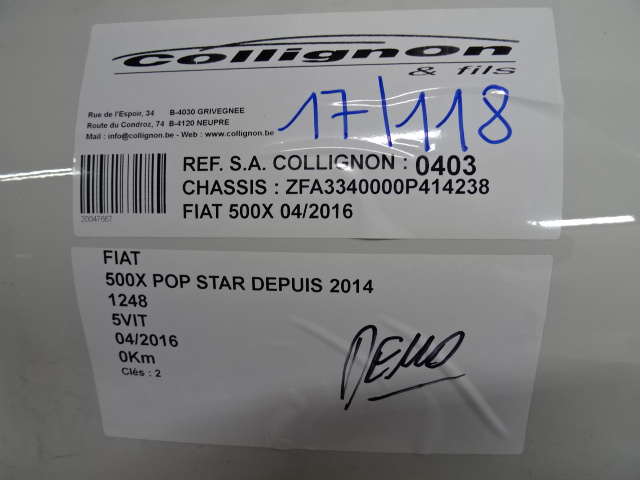 Collignon
& fils
Rue de l'Espoir, 34 B-4030 GRIVEGNEE
Route du Condroz, 74 B-4120 NEUPRE
Mail : info@collignon.be - Web : www.collignon.be
17/118
REF. S.A. COLLIGNON : 0403
CHASSIS : ZFA3340000P414238
FIAT 500X 04/2016
20047667
FIAT
500X POP STAR DEPUIS 2014
1248
5VIT
04/2016
0Km
Clés : 2
DEMO